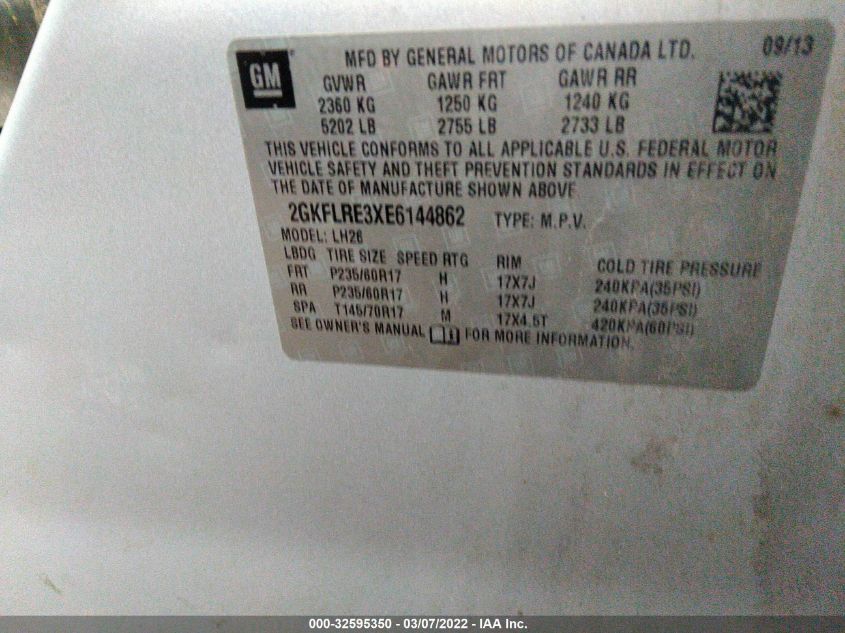 GM
MFD BY GENERAL MOTORS OF CANADA LTD. 09/13
GVWR GAWR FRT GAWR RR
2360 KG 1250 KG 1240 KG
5202 LB 2755 LB 2733 LB
THIS VEHICLE CONFORMS TO ALL APPLICABLE U.S. FEDERAL MOTOR
VEHICLE SAFETY AND THEFT PREVENTION STANDARDS IN EFFECT ON
THE DATE OF MANUFACTURE SHOWN ABOVE
2GKFLRE3XE6144862 TYPE: M.P.V.
MODEL: LH26
LBDG TIRE SIZE SPEED RTG RIM COLD TIRE PRESSURE
FRT P235/60R17 H 17X7J 240KPA(35PSI)
RR P235/60R17 H 17X7J 240KPA(35PSI)
SPA T145/70R17 M 17X4.5T 420KPA(60PSI)
SEE OWNER'S MANUAL FOR MORE INFORMATION.
000-32595350 - 03/07/2022 - IAA Inc.